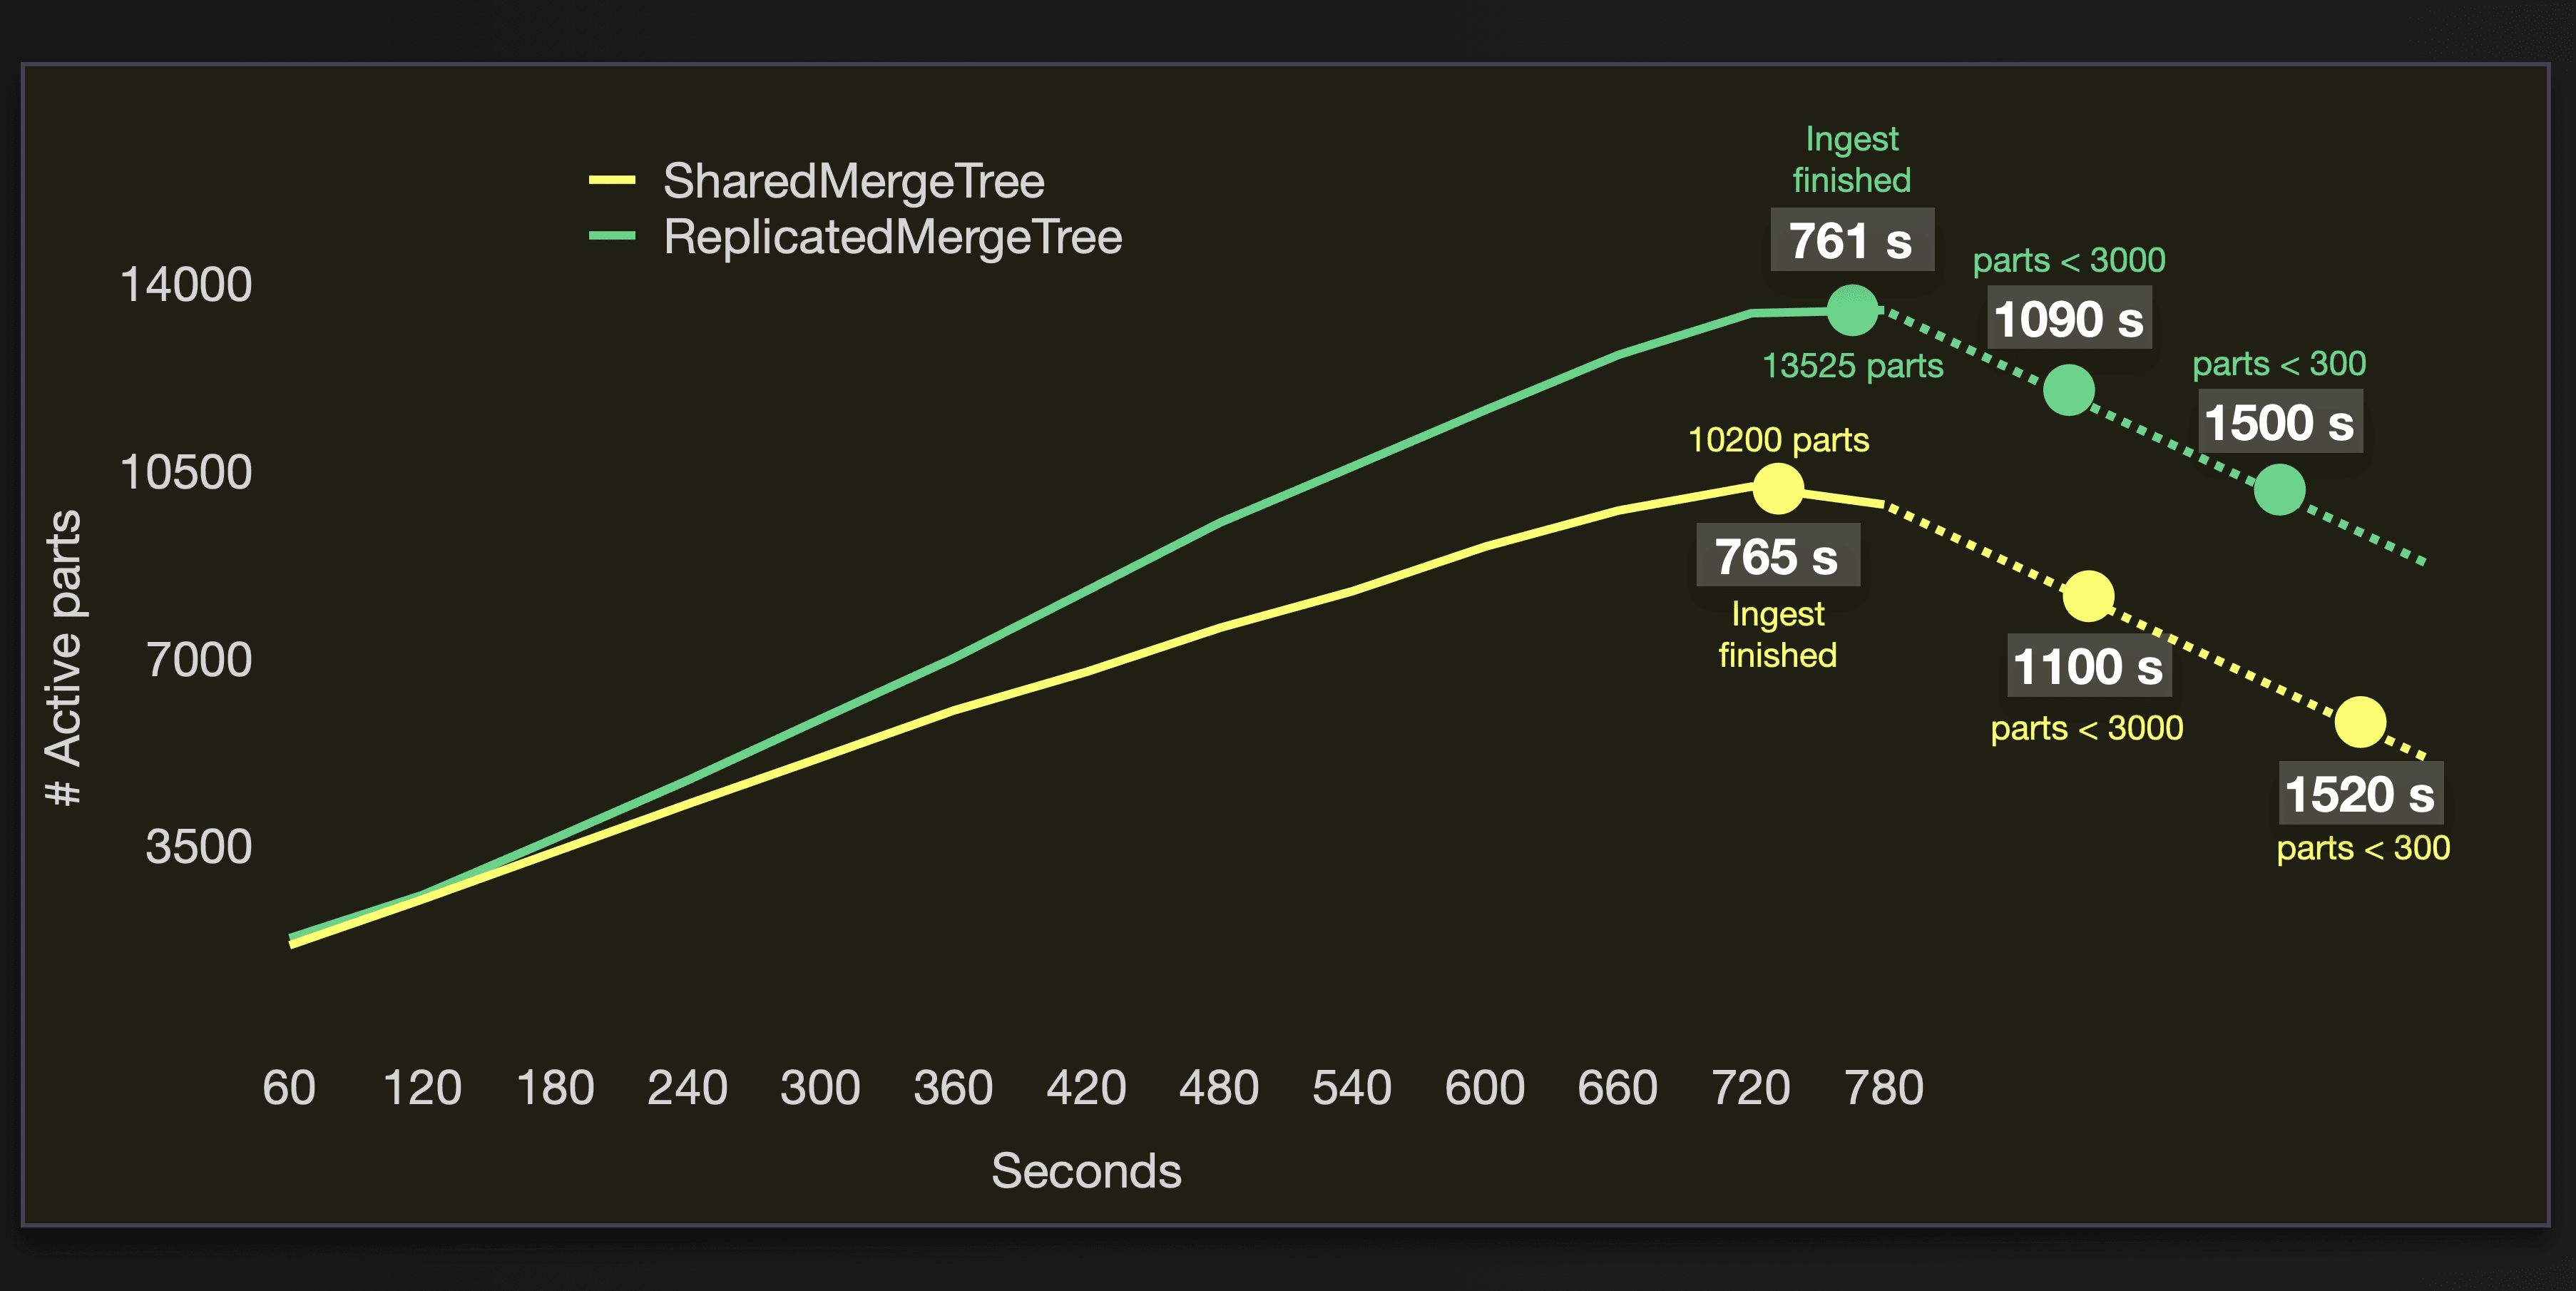 SharedMergeTree
ReplicatedMergeTree
Ingest
finished
761 s
13525 parts
parts < 3000
1090 s
parts < 300
1500 s
10200 parts
765 s
Ingest
finished
1100 s
parts < 3000
1520 s
parts < 300
# Active parts
14000
10500
7000
3500
60 120 180 240 300 360 420 480 540 600 660 720 780
Seconds